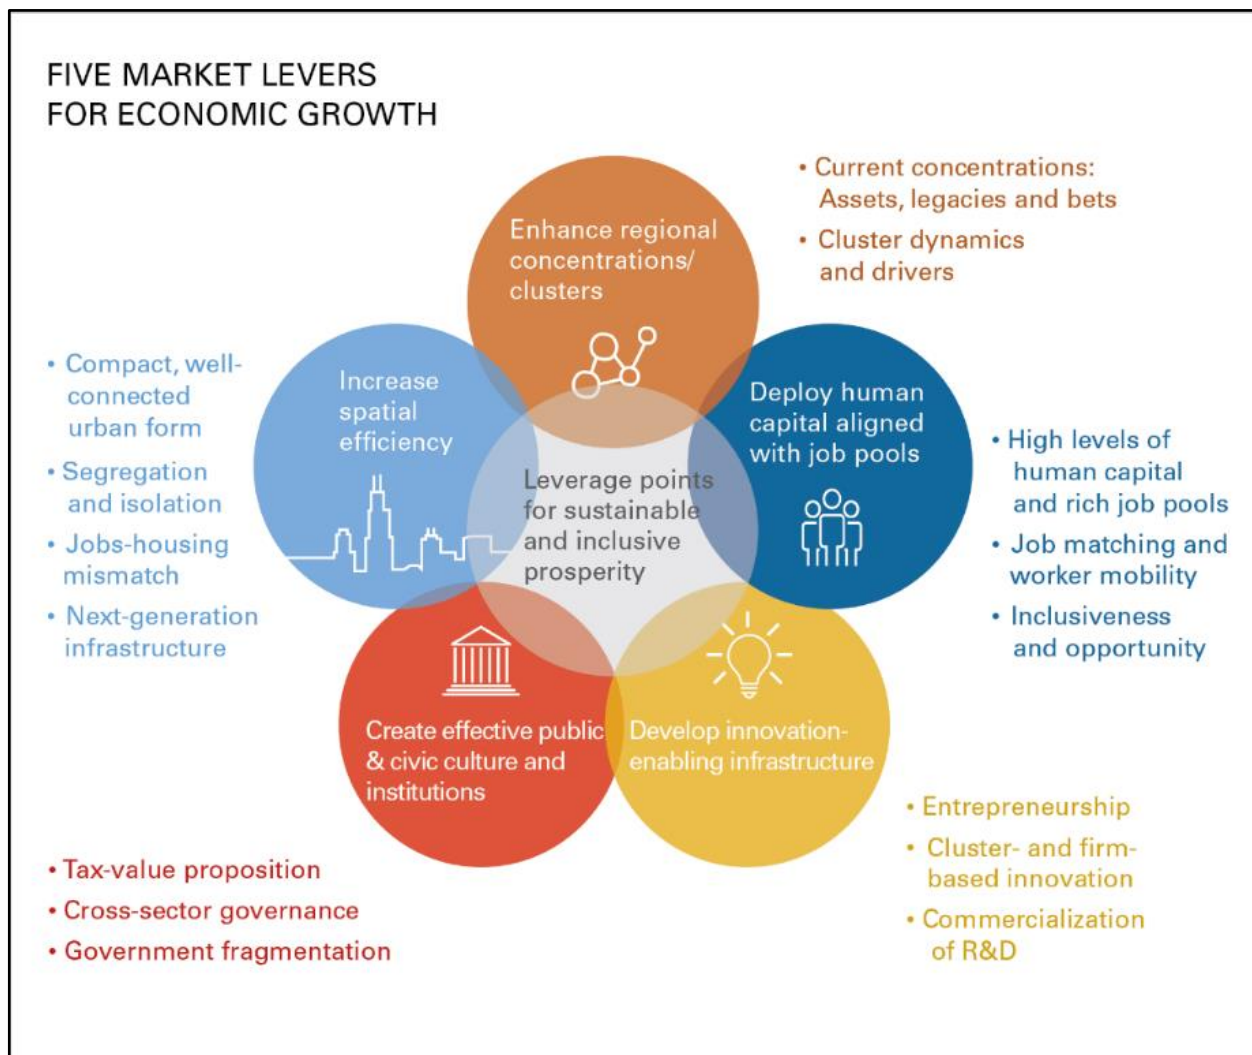 FIVE MARKET LEVERS
FOR ECONOMIC GROWTH
Enhance regional
concentrations/
clusters
• Current concentrations:
Assets, legacies and bets
• Cluster dynamics
and drivers
Increase
spatial
efficiency
• Compact, well-
connected
urban form
• Segregation
and isolation
• Jobs-housing
mismatch
• Next-generation
infrastructure
Deploy human
capital aligned
with job pools
• High levels of
human capital
and rich job pools
• Job matching and
worker mobility
• Inclusiveness
and opportunity
Leverage points
for sustainable
and inclusive
prosperity
Create effective public
& civic culture and
institutions
• Tax-value proposition
• Cross-sector governance
• Government fragmentation
Develop innovation-
enabling infrastructure
• Entrepreneurship
• Cluster- and firm-
based innovation
• Commercialization
of R&D